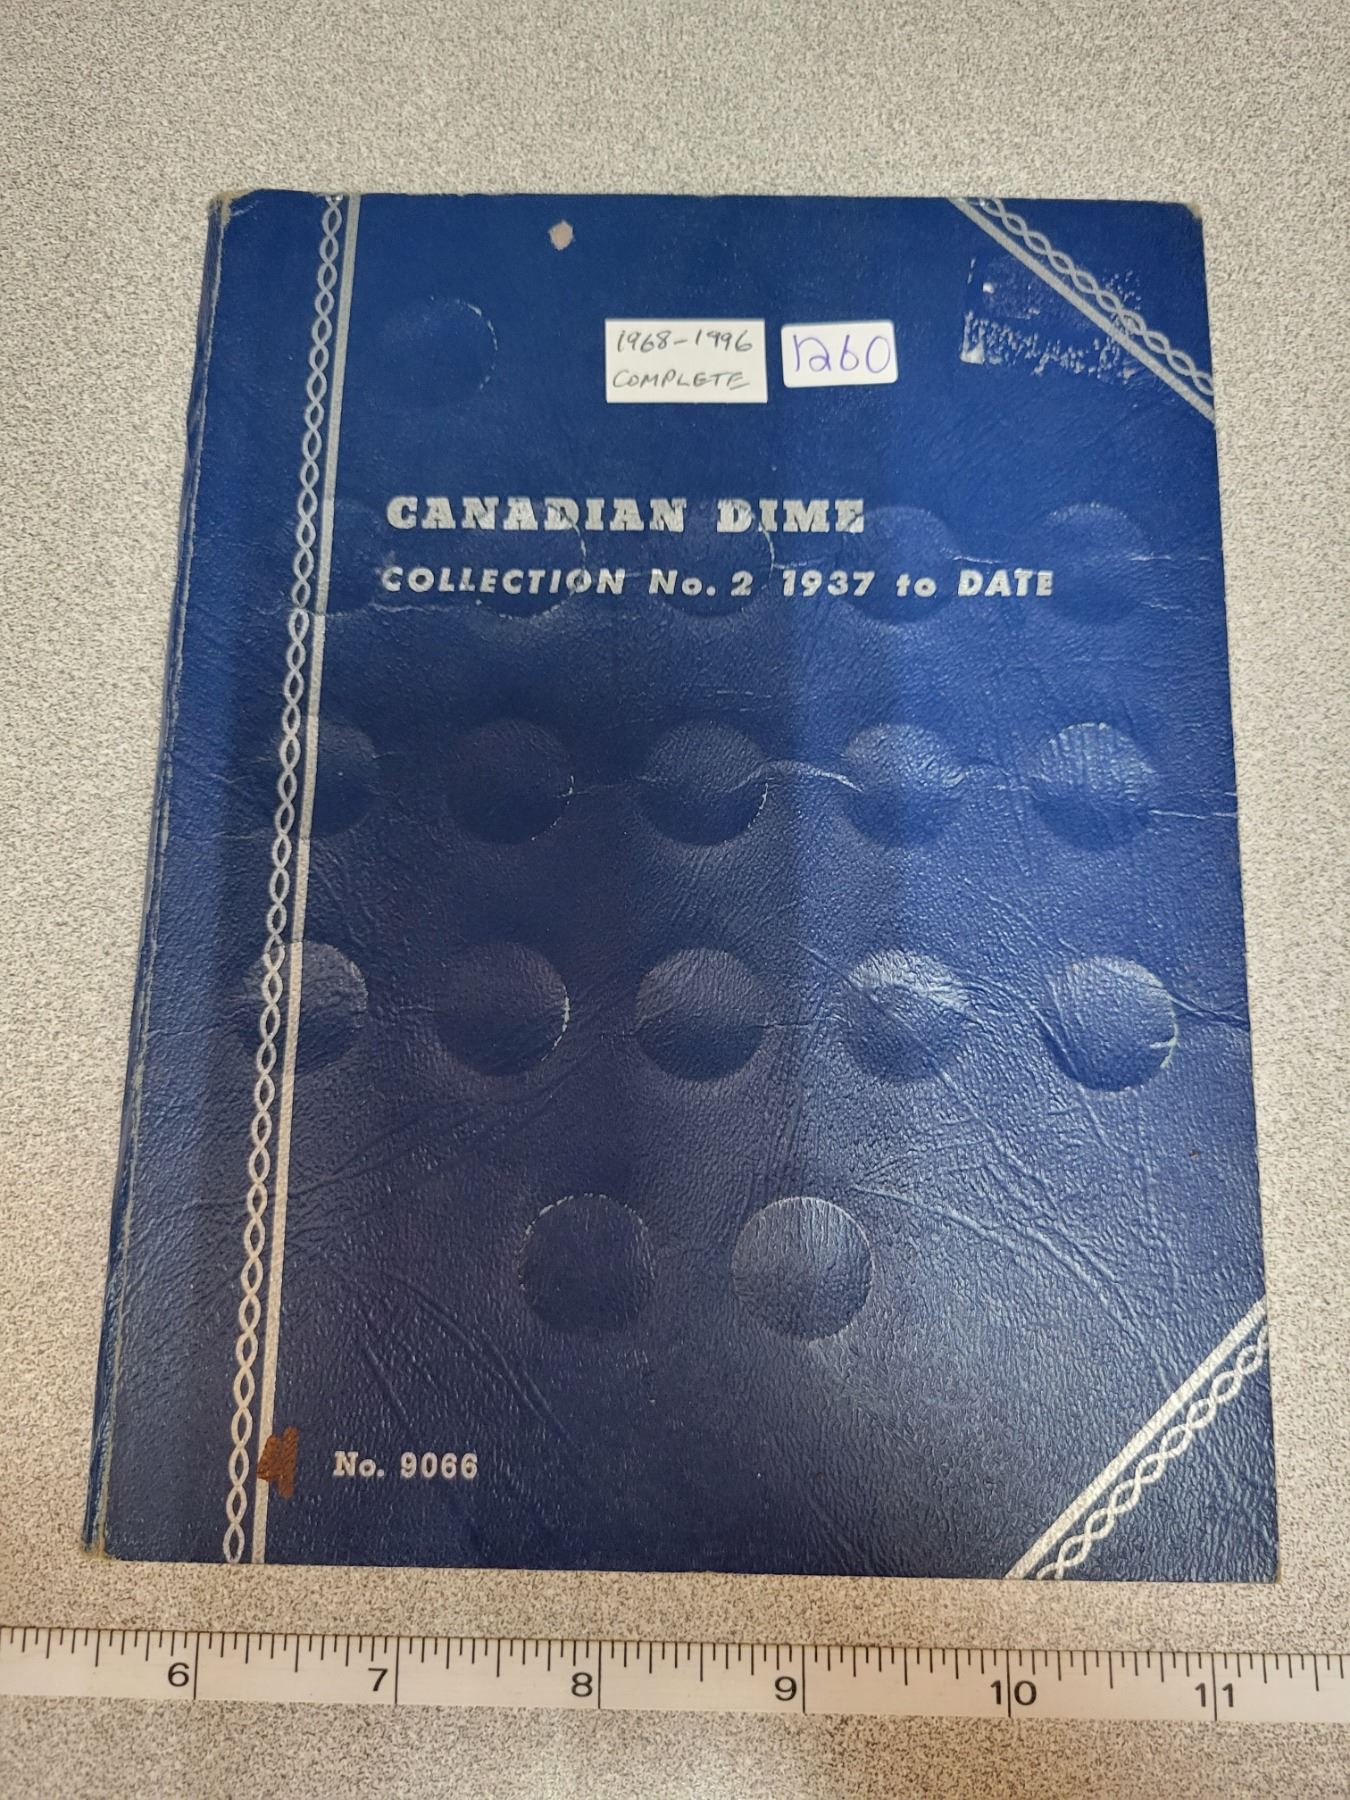 1968-1996
COMPLETE
1260
CANADIAN DIME
COLLECTION No. 2 1937 to DATE
No. 9066
6 7 8 9 10 11